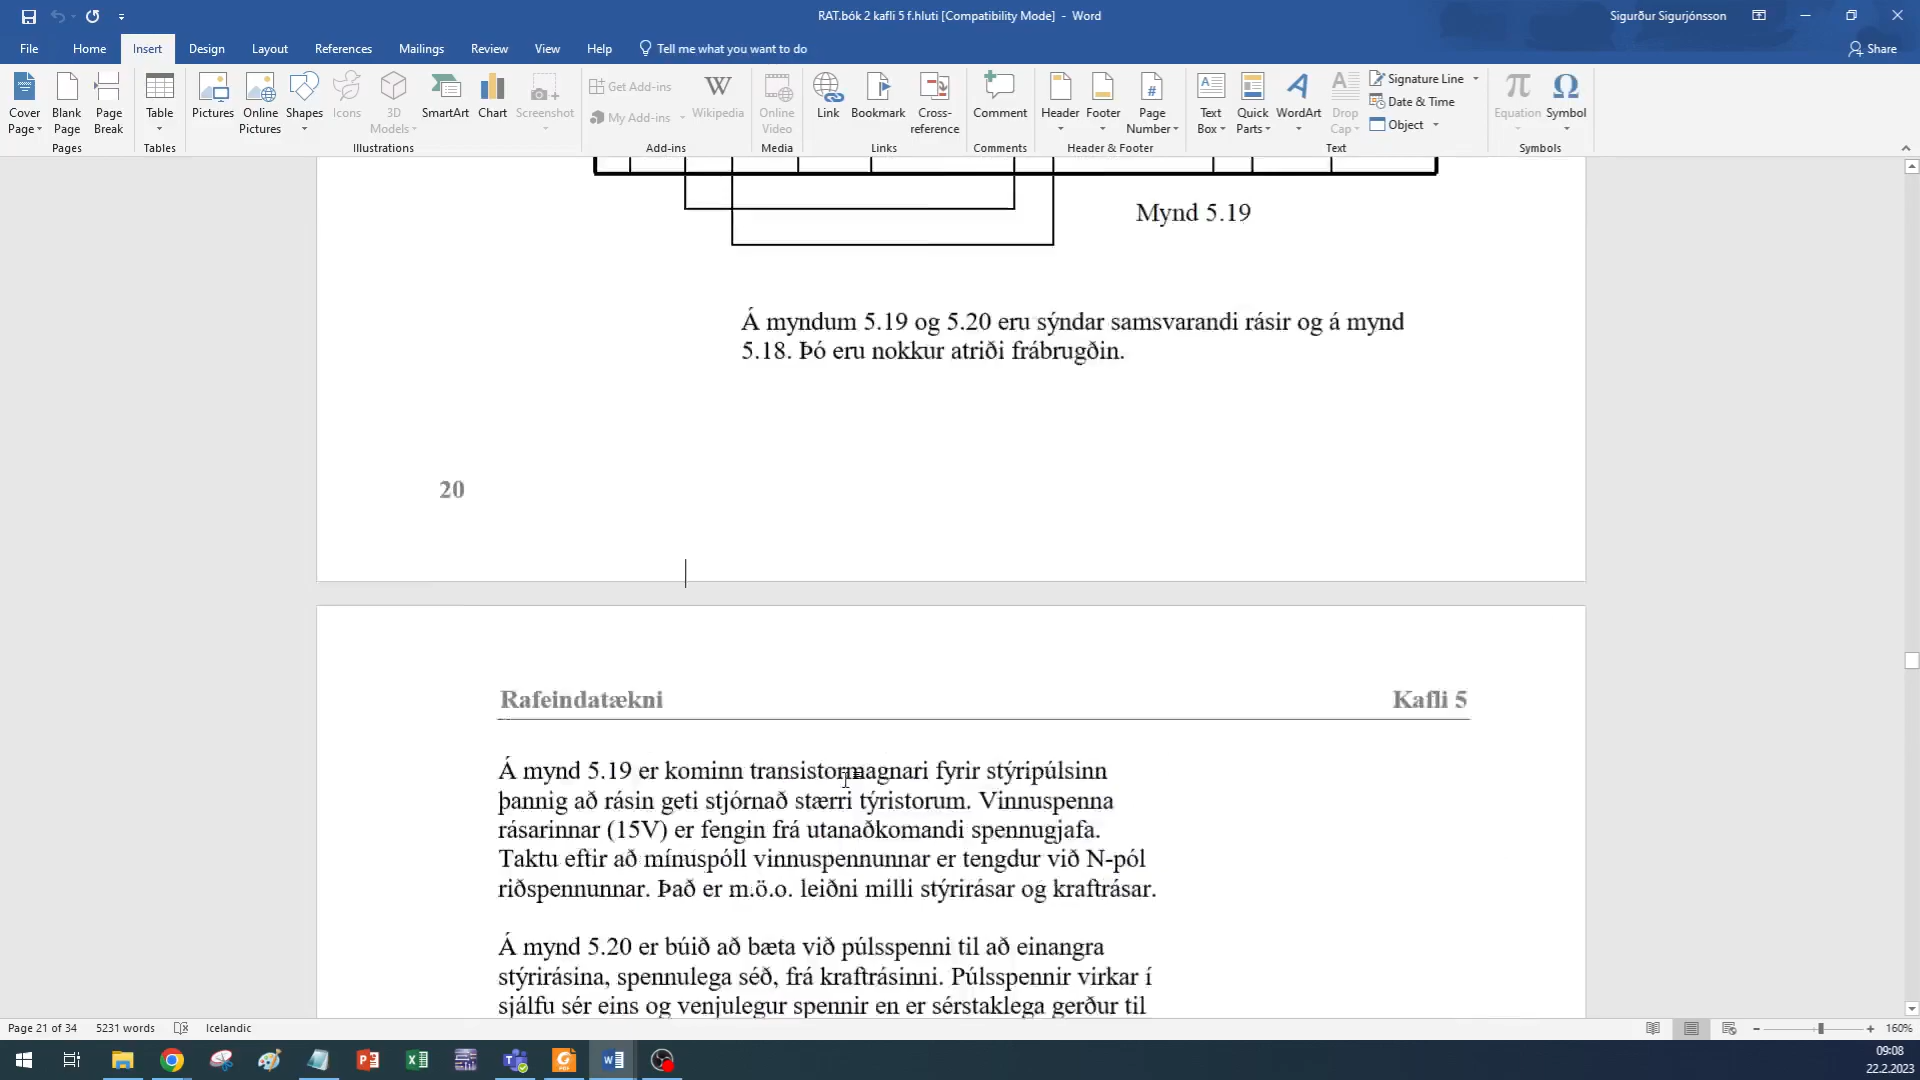 RAT.bók 2 kafli 5 f.hluti [Compatibility Mode] - Word
Sigurður Sigurjónsson
File Home Insert Design Layout References Mailings Review View Help Tell me what you want to do Share
Cover Page
Blank Page
Page Break
Pages
Table
Tables
Pictures
Online Pictures
Shapes
Icons
3D Models
SmartArt
Chart
Screenshot
Illustrations
Get Add-ins
My Add-ins
Wikipedia
Add-ins
Online Video
Media
Link
Bookmark
Cross-reference
Links
Comment
Comments
Header
Footer
Page Number
Header & Footer
Text Box
Quick Parts
WordArt
Drop Cap
Signature Line
Date & Time
Object
Text
Equation
Symbol
Symbols
Mynd 5.19
Á myndum 5.19 og 5.20 eru sýndar samsvarandi rásir og á mynd
5.18. Þó eru nokkur atriði frábrugðin.
20
Rafeindatækni Kafli 5
Á mynd 5.19 er kominn transistormagnari fyrir stýripúlsinn
þannig að rásin geti stjórnað stærri týristorum. Vinnuspenna
rásarinnar (15V) er fengin frá utanaðkomandi spennugjafa.
Taktu eftir að mínuspóll vinnuspennunnar er tengdur við N-pól
riðspennunnar. Það er m.ö.o. leiðni milli stýrirásar og kraftrásar.
Á mynd 5.20 er búið að bæta við púlsspenni til að einangra
stýrirásina, spennulega séð, frá kraftrásinni. Púlsspennir virkar í
sjálfu sér eins og venjulegur spennir en er sérstaklega gerður til
Page 21 of 34 5231 words Icelandic 160%
09:08
22.2.2023